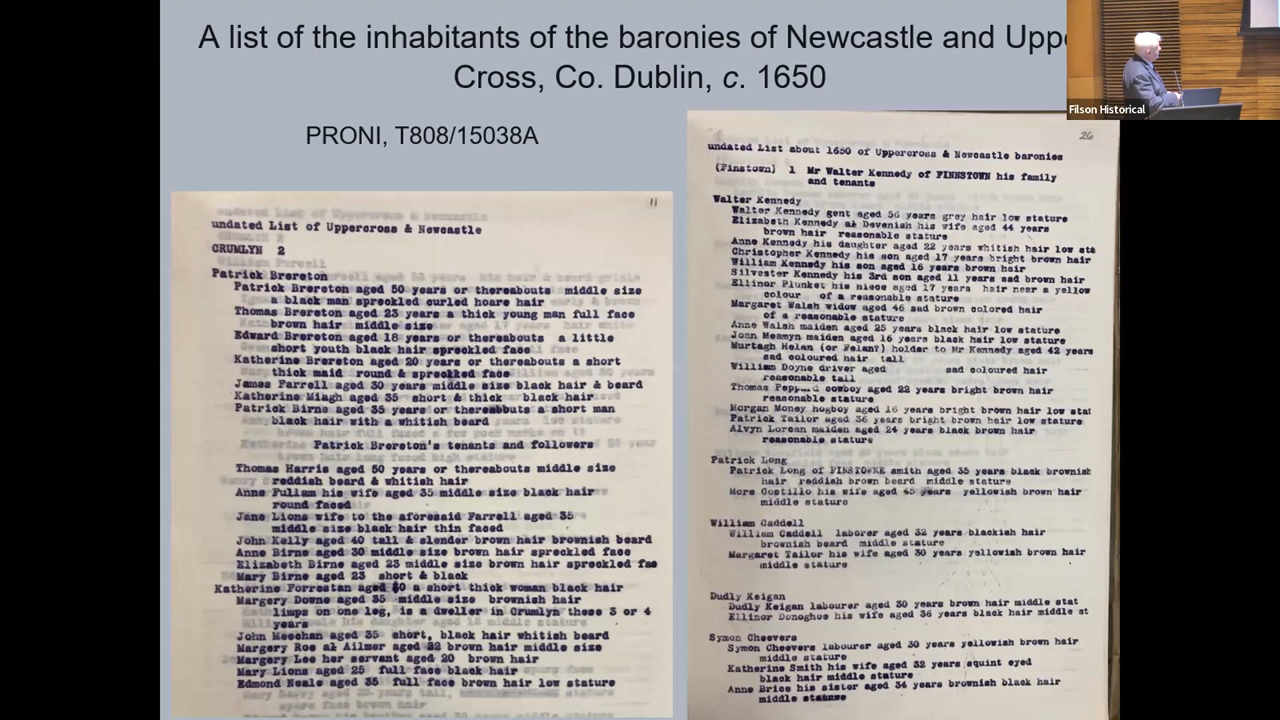 A list of the inhabitants of the baronies of Newcastle and Upp
Cross, Co. Dublin, c. 1650
PRONI, T808/15038A
Filson Historical
11
undated List of Uppercross & Newcastle
CRUMLYN 2
Patrick Brereton
Patrick Brereton aged 50 years or thereabouts middle size
a black man spreckled curled hoare hair
Thomas Brereton aged 23 years a thick young man full face
brown hair middle size
Edward Brereton aged 18 years or thereabouts a little
short youth black hair spreckled face
Katherine Brereton aged 20 years or thereabouts a short
thick maid round & spreckled face
James Farrell aged 30 years middle size black hair & beard
Katherine Miagh aged 35 short & thick black hair
Patrick Birne aged 35 years or thereabbuts a short man
black hair with a whitish beard
Patrick Brereton's tenants and followers
Thomas Harris aged 50 years or thereabouts middle size
reddish beard & whitish hair
Anne Fullam his wife aged 35 middle size black hair
round faced
Jane Lions wife to the aforesaid Farrell aged 35
middle size black hair thin faced
John Kelly aged 40 tall & slender brown hair brownish beard
Anne Birne aged 30 middle size brown hair spreckled face
Elizabeth Birne aged 23 middle size brown hair spreckled fae
Mary Birne aged 23 short & black
Katherine Forrestan aged 0 a short thick woman black hair
Margery Downe aged 35 middle size brownish hair
limps on one leg, is a dweller in Crumlyn these 3 or 4
years
John Meechan aged 35 short, black hair whitish beard
Margery Roe al Ailmer aged 22 brown hair middle size
Margery Lee her servant aged 20 brown hair
Mary Lions aged 25 full face black hair
Edmond Neale aged 35 full face brown hair low stature
26
undated List about 1650 of Uppercross & Newcastle baronies
(Finstown) 1 Mr Walter Kennedy of FINNSTOWN his family
and tenants
Walter Kennedy
Walter Kennedy gent aged 56 years grey hair low stature
Elizabeth Kennedy al Devenish his wife aged 44 years
brown hair reasonable stature
Anne Kennedy his daughter aged 22 years whitish hair low sta
Christopher Kennedy his son aged 17 years bright brown hair
William Kennedy his son aged 16 years brown hair
Silvester Kennedy his 3rd son aged 11 years sad brown hair
Ellinor Plunket his niece aged 17 years hair near a yellow
colour of a reasonable stature
Margaret Walsh widow aged 46 sad brown colored hair
of a reasonable stature
Anne Walsh maiden aged 25 years black hair low stature
Joan Meamyn maiden aged 16 years black hair low stature
Murtagh Helan (or Felan?) holder to Mr Kennedy aged 42 years
sad coloured hair tall
William Doyne driver aged sad coloured hair
reasonable tall
Thomas cowboy aged 22 years bright brown hair
reasonable stature
Morgan Money hogboy aged 16 years bright brown hair low stat
Patrick Tailor aged 36 years bright brown hair low stature
Alvyn Lorcan maiden aged 24 years black brown hair
reasonable stature
Patrick Long
Patrick Long of FINSTOWNE smith aged 35 years black brownish
hair reddish brown beard middle stature
More Costillo his wife aged 45 years yellowish brown hair
middle stature
William Caddell
William Caddell laborer aged 32 years blackish hair
brownish beard middle stature
Margaret Tailor his wife aged 30 years yellowish brown hair
middle stature
Dudly Keigan
Dudly Keigan labourer aged 30 years brown hair middle stat
Ellinor Donoghoe his wife aged 36 years black hair middle st
Symon Cheevers
Symon Cheevers labourer aged 30 years yellowish brown hair
middle stature
Katherine Smith his wife aged 32 years squint eyed
black hair middle stature
Anne Brice his sister aged 34 years brownish black hair
middle stature